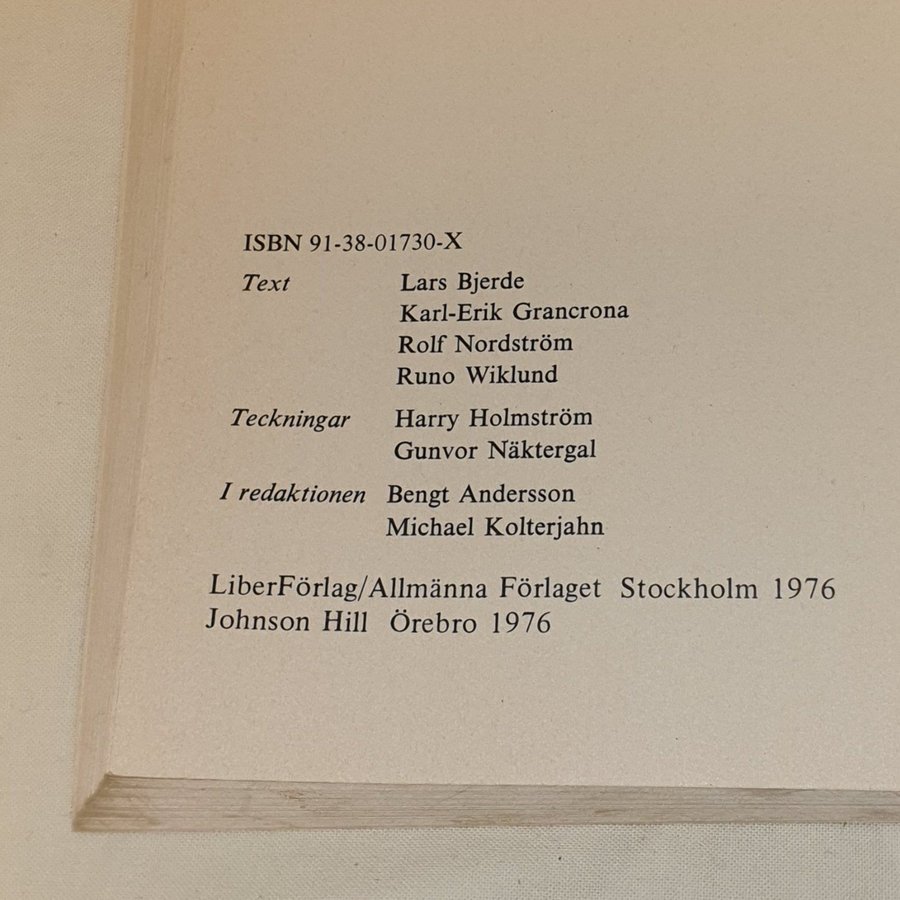 ISBN 91-38-01730-X
Text Lars Bjerde
Karl-Erik Grancrona
Rolf Nordström
Runo Wiklund
Teckningar Harry Holmström
Gunvor Näktergal
I redaktionen Bengt Andersson
Michael Kolterjahn
LiberFörlag/Allmänna Förlaget Stockholm 1976
Johnson Hill Örebro 1976